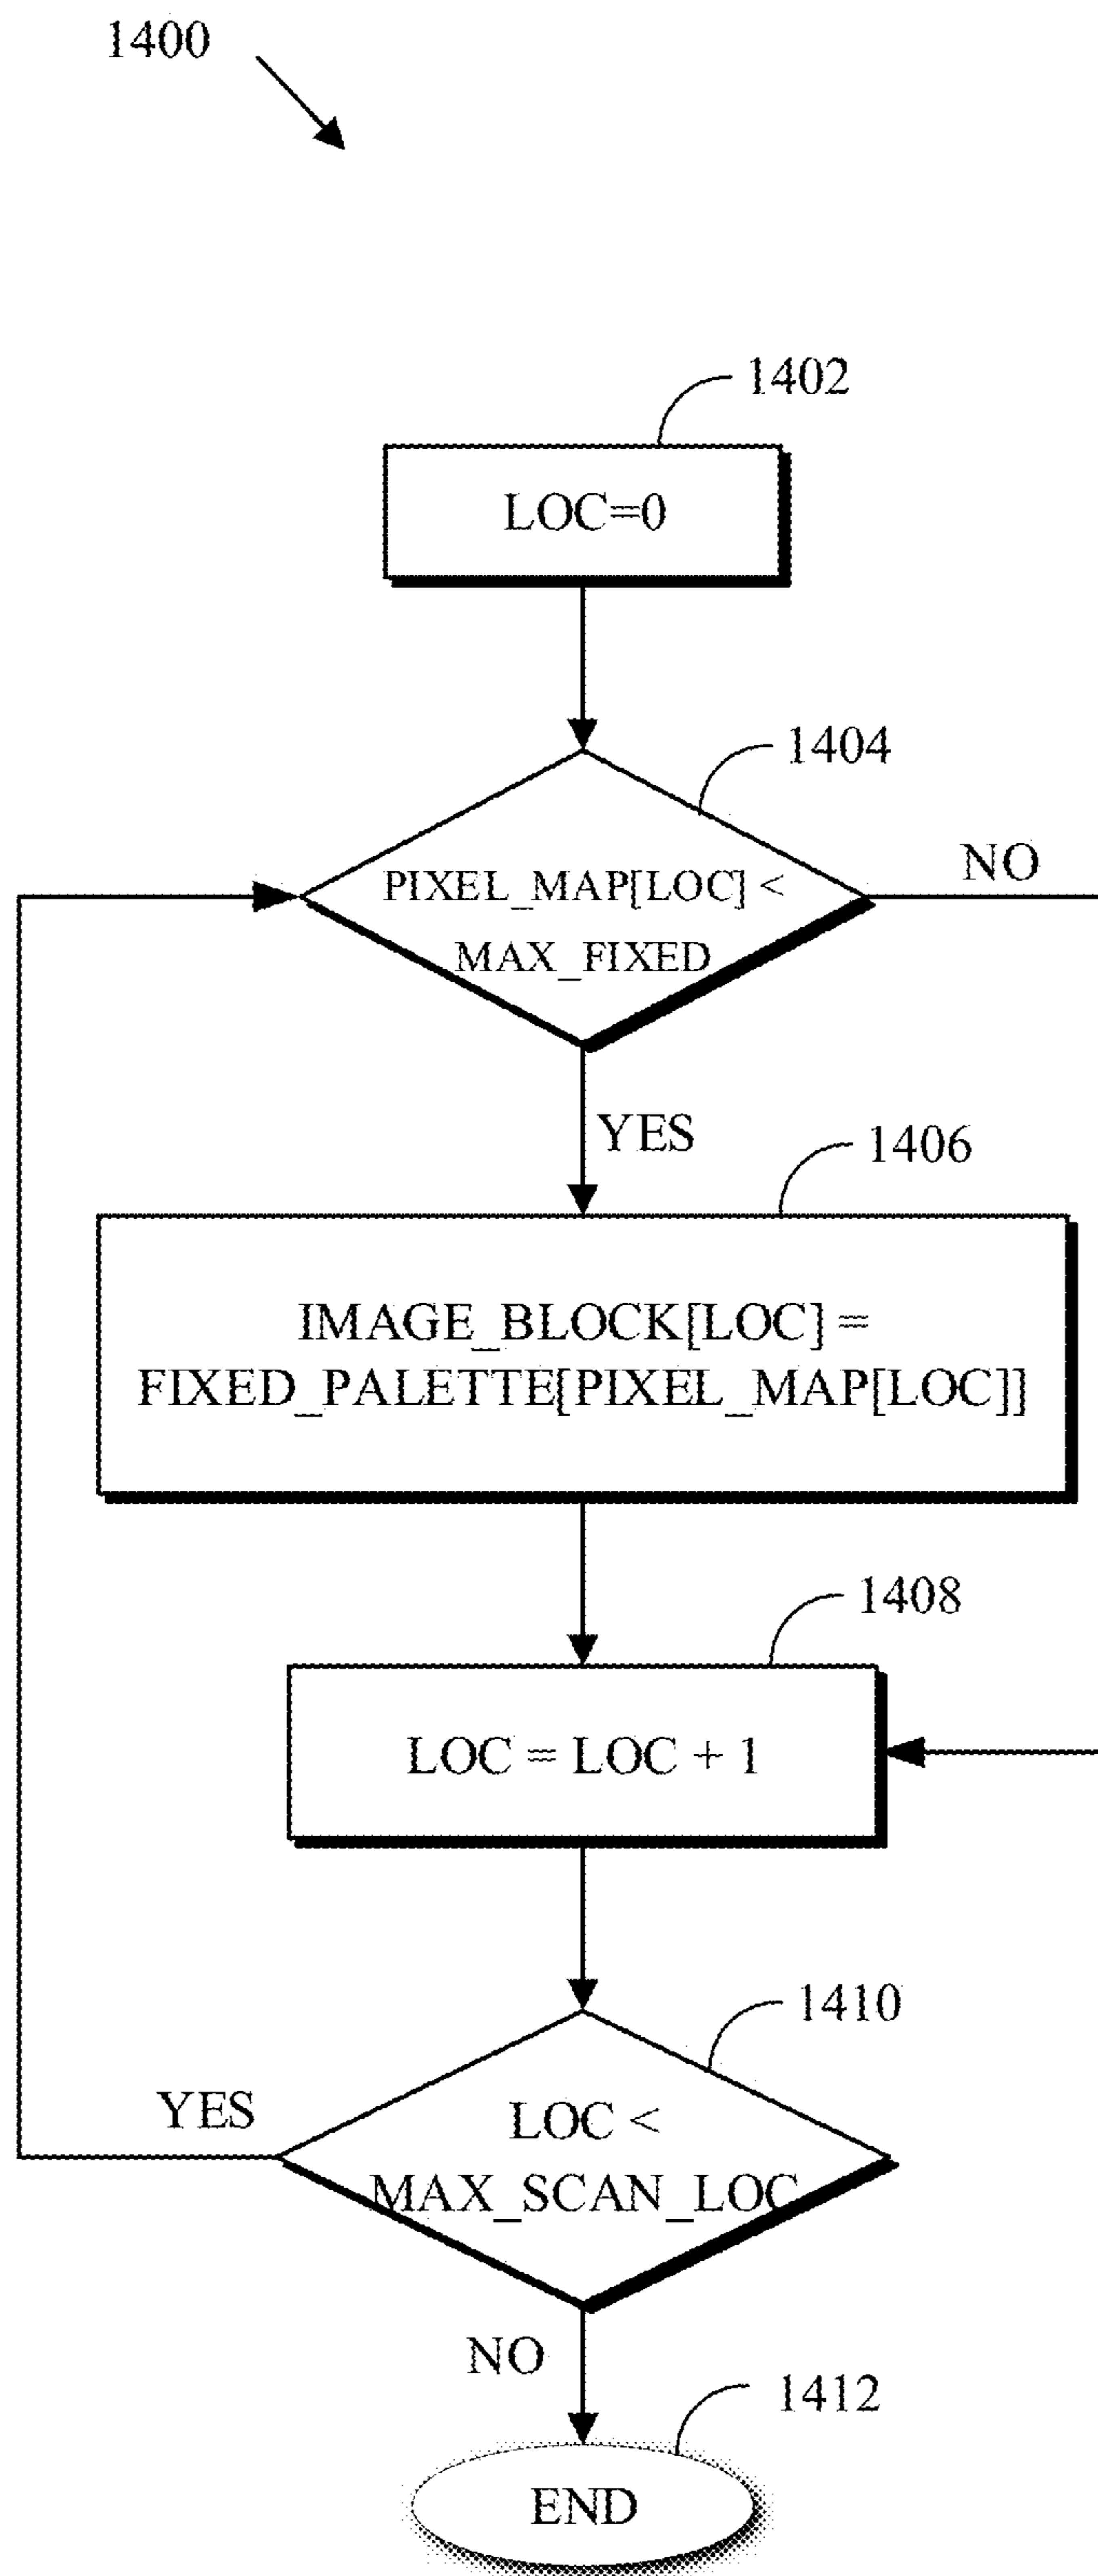 1400
1402
LOC=0
1404
PIXEL_MAP[LOC] <
MAX_FIXED
NO
YES
1406
IMAGE_BLOCK[LOC] =
FIXED_PALETTE[PIXEL_MAP[LOC]]
1408
LOC = LOC + 1
1410
YES
LOC <
MAX_SCAN_LOC
NO
1412
END